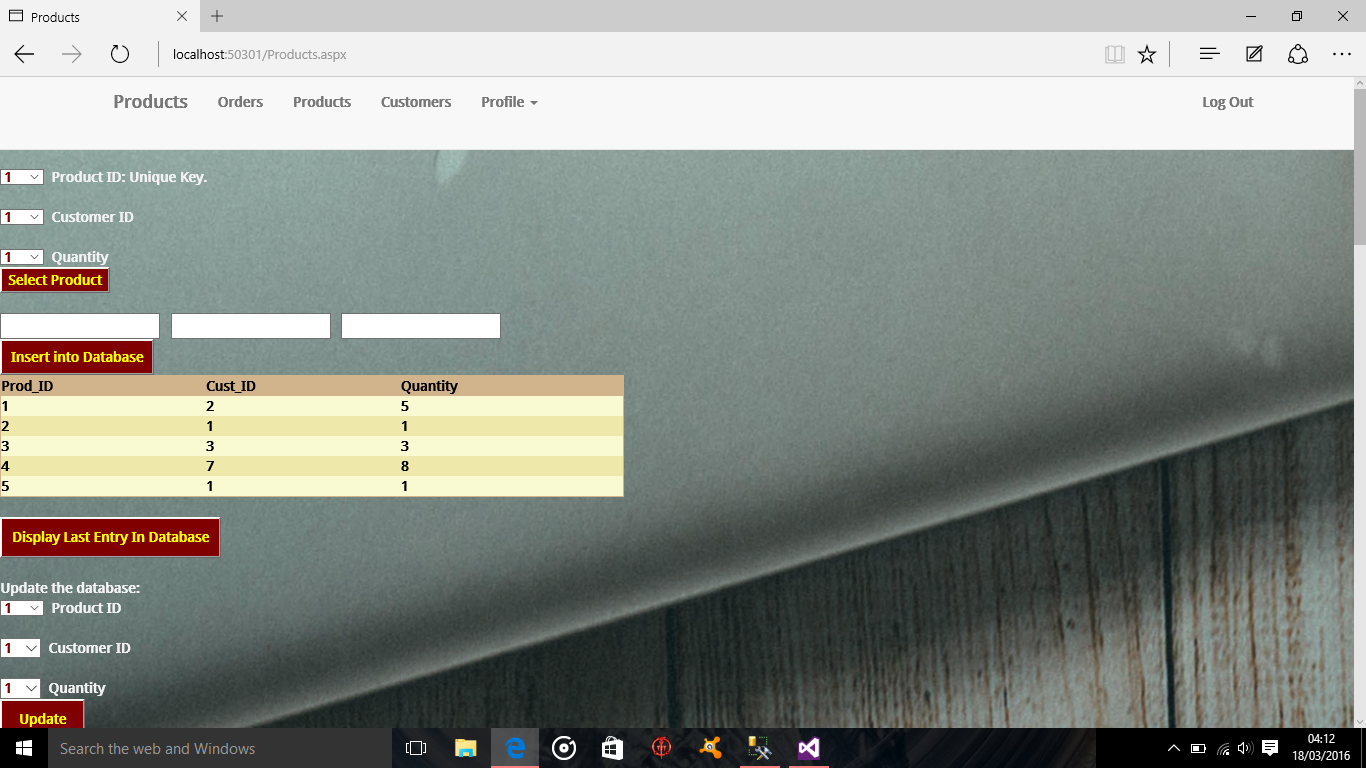 Products
localhost:50301/Products.aspx
Products Orders Products Customers Profile Log Out
1 Product ID: Unique Key.
1 Customer ID
1 Quantity
Select Product
Insert into Database
Prod_ID Cust_ID Quantity
1 2 5
2 1 1
3 3 3
4 7 8
5 1 1
Display Last Entry In Database
Update the database:
1 Product ID
1 Customer ID
1 Quantity
Update
Search the web and Windows
04:12
18/03/2016